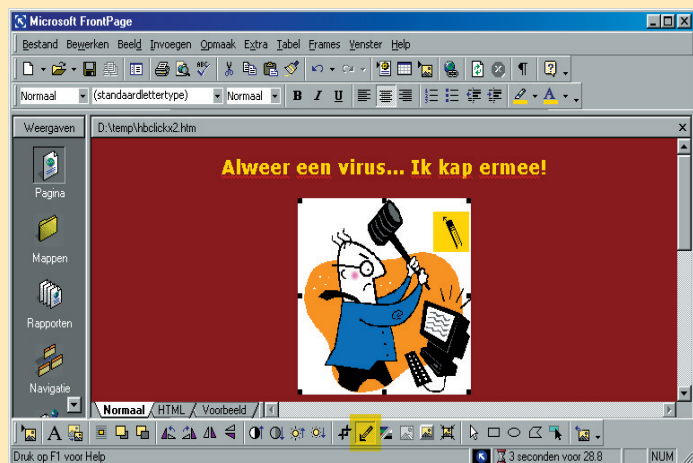 Microsoft FrontPage
Bestand Bewerken Beeld Invoegen Opmaak Extra Tabel Frames Venster Help
Normaal (standaardlettertype) Normaal B I U A
Weergaven D:\temp\hbclickx2.htm
Alweer een virus... Ik kap ermee!
Pagina
Mappen
Rapporten
Navigatie
Normaal HTML Voorbeeld
A
Druk op F1 voor Help 3 seconden voor 28.8 NUM